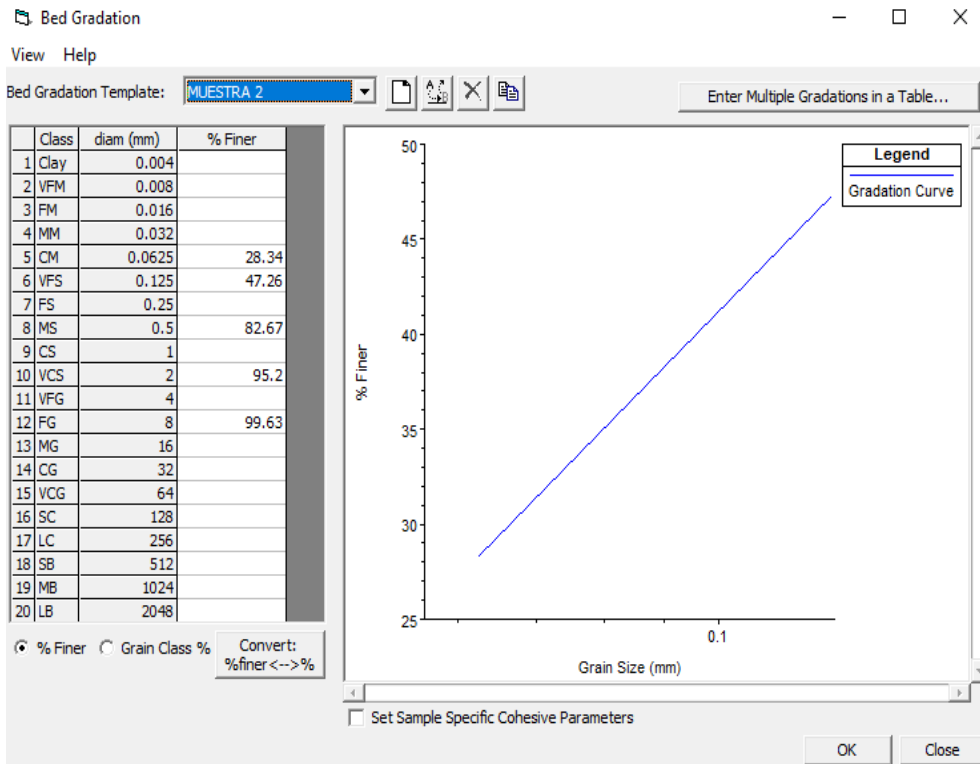 Bed Gradation
View Help
Bed Gradation Template: MUESTRA 2
Enter Multiple Gradations in a Table...
Class diam (mm) % Finer
1 Clay 0.004
2 VFM 0.008
3 FM 0.016
4 MM 0.032
5 CM 0.0625 28.34
6 VFS 0.125 47.26
7 FS 0.25
8 MS 0.5 82.67
9 CS 1
10 VCS 2 95.2
11 VFG 4
12 FG 8 99.63
13 MG 16
14 CG 32
15 VCG 64
16 SC 128
17 LC 256
18 SB 512
19 MB 1024
20 LB 2048
% Finer Grain Class % Convert:
%finer<-->%
50
45
40
35
30
25
% Finer
0.1
Grain Size (mm)
Legend
Gradation Curve
Set Sample Specific Cohesive Parameters
OK Close